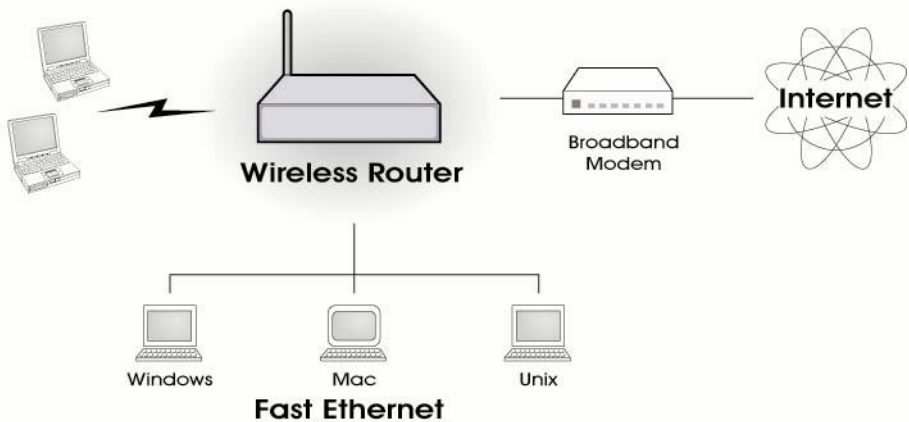 Internet
Broadband
Modem
Wireless Router
Windows
Mac
Unix
Fast Ethernet